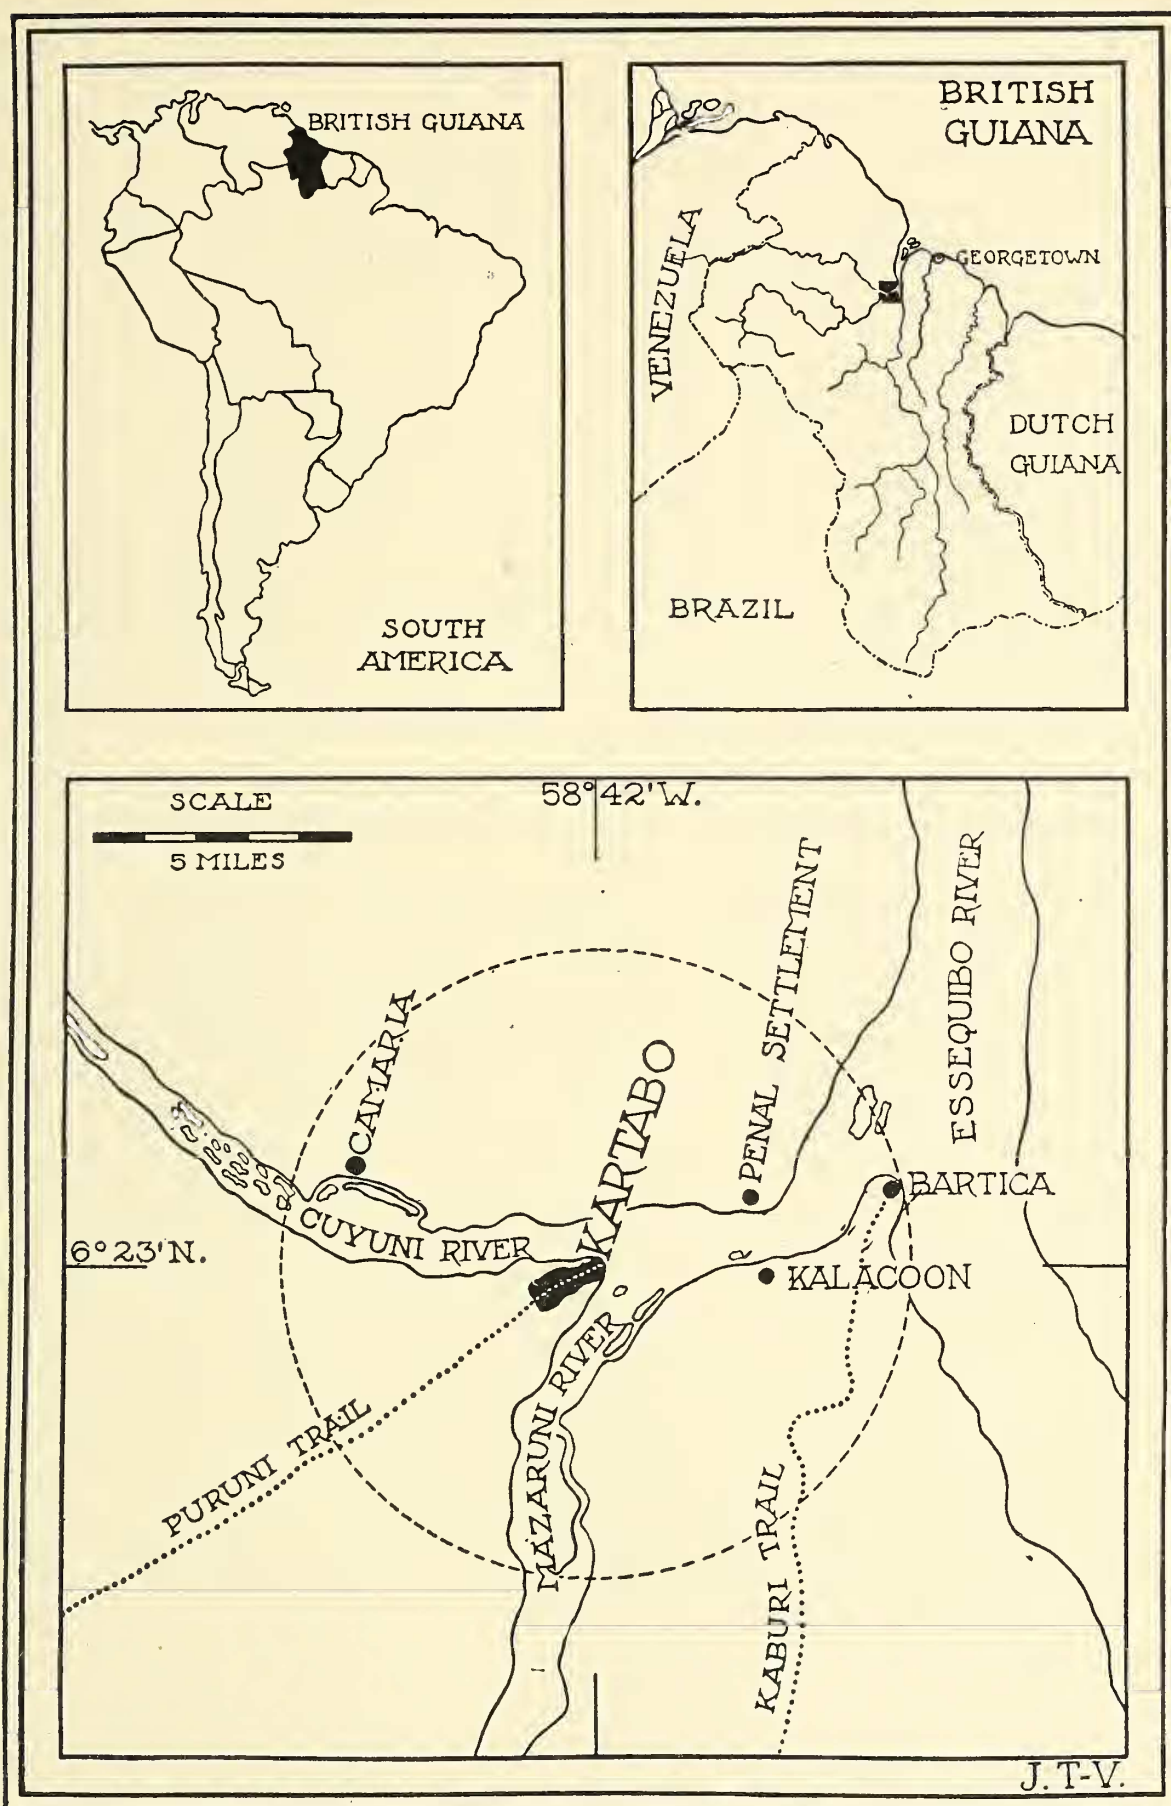 BRITISH GUIANA
SOUTH
AMERICA
BRITISH
GUIANA
GEORGETOWN
VENEZUELA
DUTCH
GUIANA
BRAZIL
SCALE
5 MILES
58°42'W.
PENAL SETTLEMENT
ESSEQUIBO RIVER
CAMARIA
KARTABO
BARTICA
CUYUNI RIVER
6°23'N.
KALACOON
MAZARUNI RIVER
PURUNI TRAIL
KABURI TRAIL
J. T-V.